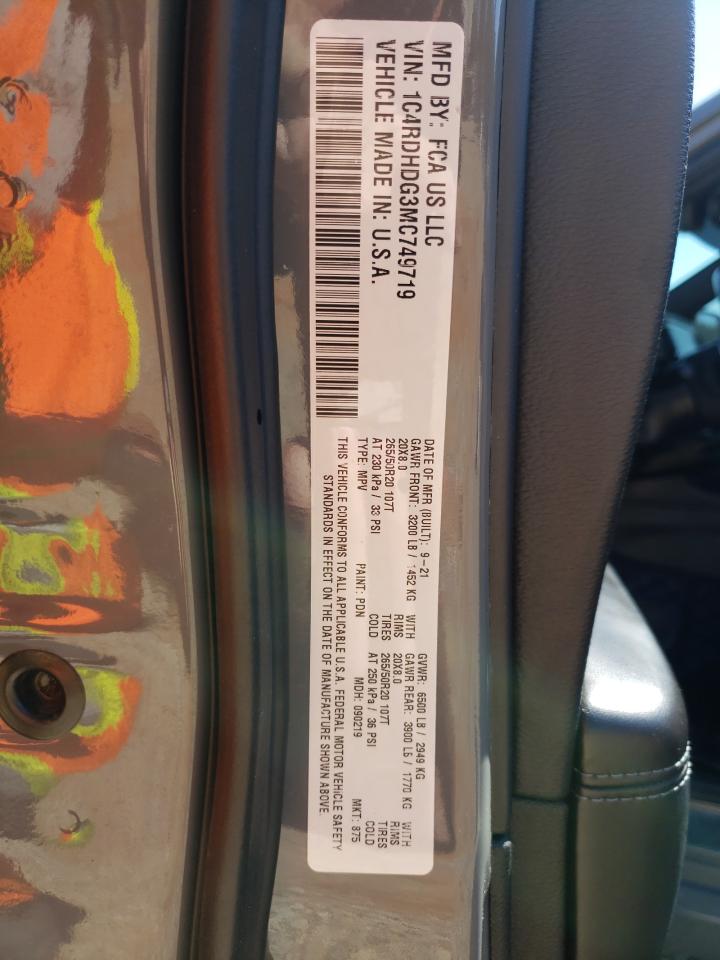 MFD BY: FCA US LLC
VIN: 1C4RDHDG3MC749719
VEHICLE MADE IN: U.S.A.
DATE OF MFR (BUILT): 9-21 GVWR: 6500 LB / 2949 KG
GAWR FRONT: 3200 LB / 1452 KG WITH GAWR REAR: 3900 LB / 1770 KG WITH
20X8.0 RIMS 20X8.0 RIMS
265/50R20 107T TIRES 265/50R20 107T TIRES
AT 230 kPa / 33 PSI COLD AT 250 kPa / 36 PSI COLD
TYPE: MPV PAINT: PDN MDH: 090219 MKT: 875
THIS VEHICLE CONFORMS TO ALL APPLICABLE U.S.A. FEDERAL MOTOR VEHICLE SAFETY
STANDARDS IN EFFECT ON THE DATE OF MANUFACTURE SHOWN ABOVE.